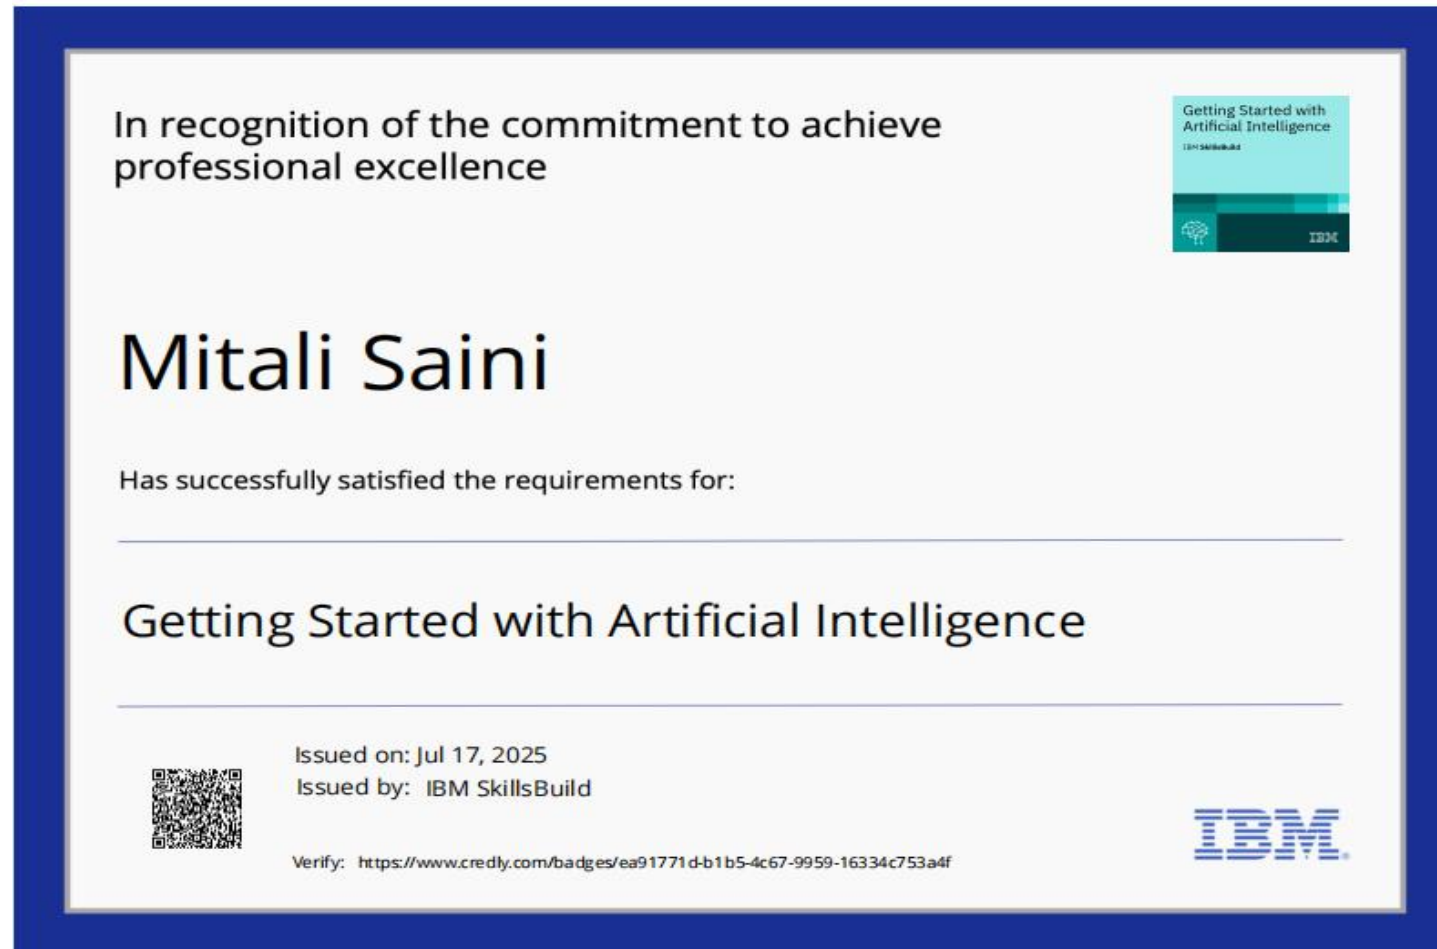 In recognition of the commitment to achieve
professional excellence
Getting Started with
Artificial Intelligence
IBM SkillsBuild
IBM
Mitali Saini
Has successfully satisfied the requirements for:
Getting Started with Artificial Intelligence
Issued on: Jul 17, 2025
Issued by: IBM SkillsBuild
Verify: https://www.credly.com/badges/ea91771d-b1b5-4c67-9959-16334c753a4f
IBM.